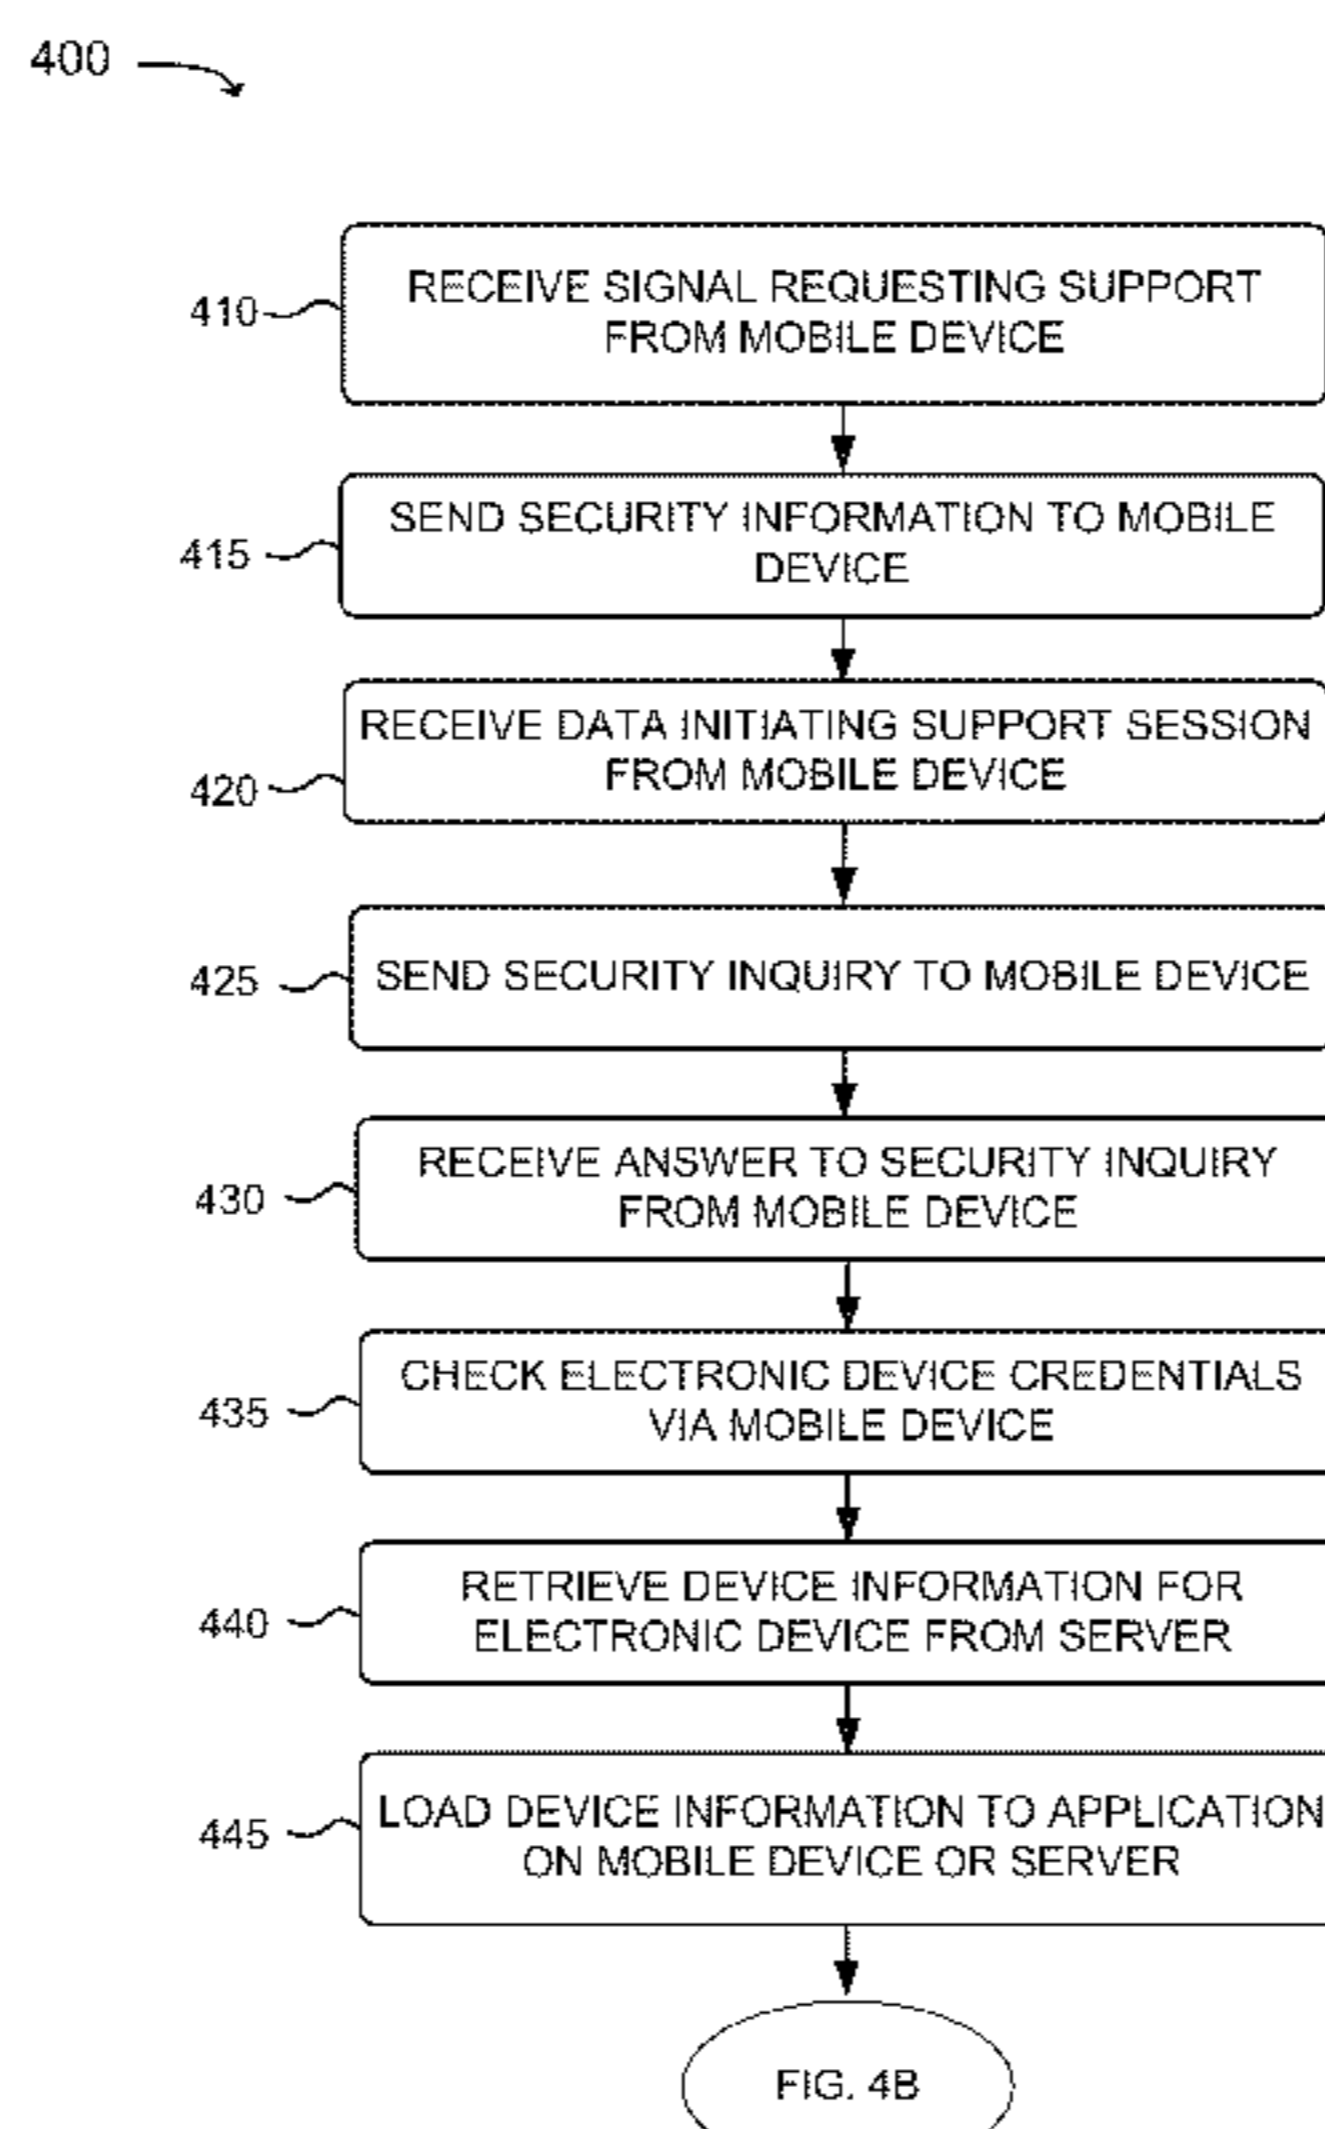 400
410
RECEIVE SIGNAL REQUESTING SUPPORT
FROM MOBILE DEVICE
415
SEND SECURITY INFORMATION TO MOBILE
DEVICE
420
RECEIVE DATA INITIATING SUPPORT SESSION
FROM MOBILE DEVICE
425
SEND SECURITY INQUIRY TO MOBILE DEVICE
430
RECEIVE ANSWER TO SECURITY INQUIRY
FROM MOBILE DEVICE
435
CHECK ELECTRONIC DEVICE CREDENTIALS
VIA MOBILE DEVICE
440
RETRIEVE DEVICE INFORMATION FOR
ELECTRONIC DEVICE FROM SERVER
445
LOAD DEVICE INFORMATION TO APPLICATION
ON MOBILE DEVICE OR SERVER
FIG. 4B